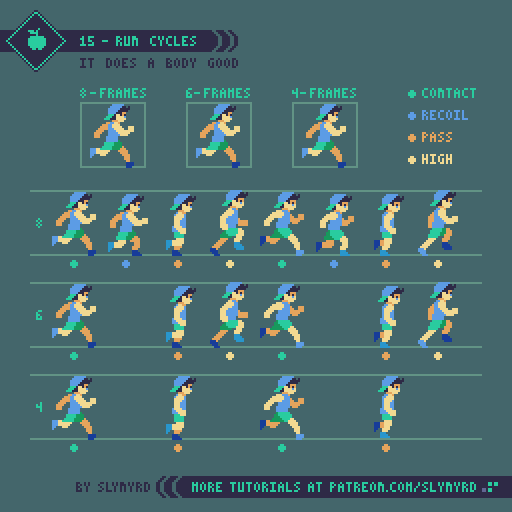 15 - RUN CYCLES
IT DOES A BODY GOOD
8-FRAMES 6-FRAMES 4-FRAMES
CONTACT
RECOIL
PASS
HIGH
8
6
4
BY SLYNYRD MORE TUTORIALS AT PATREON.COM/SLYNYRD